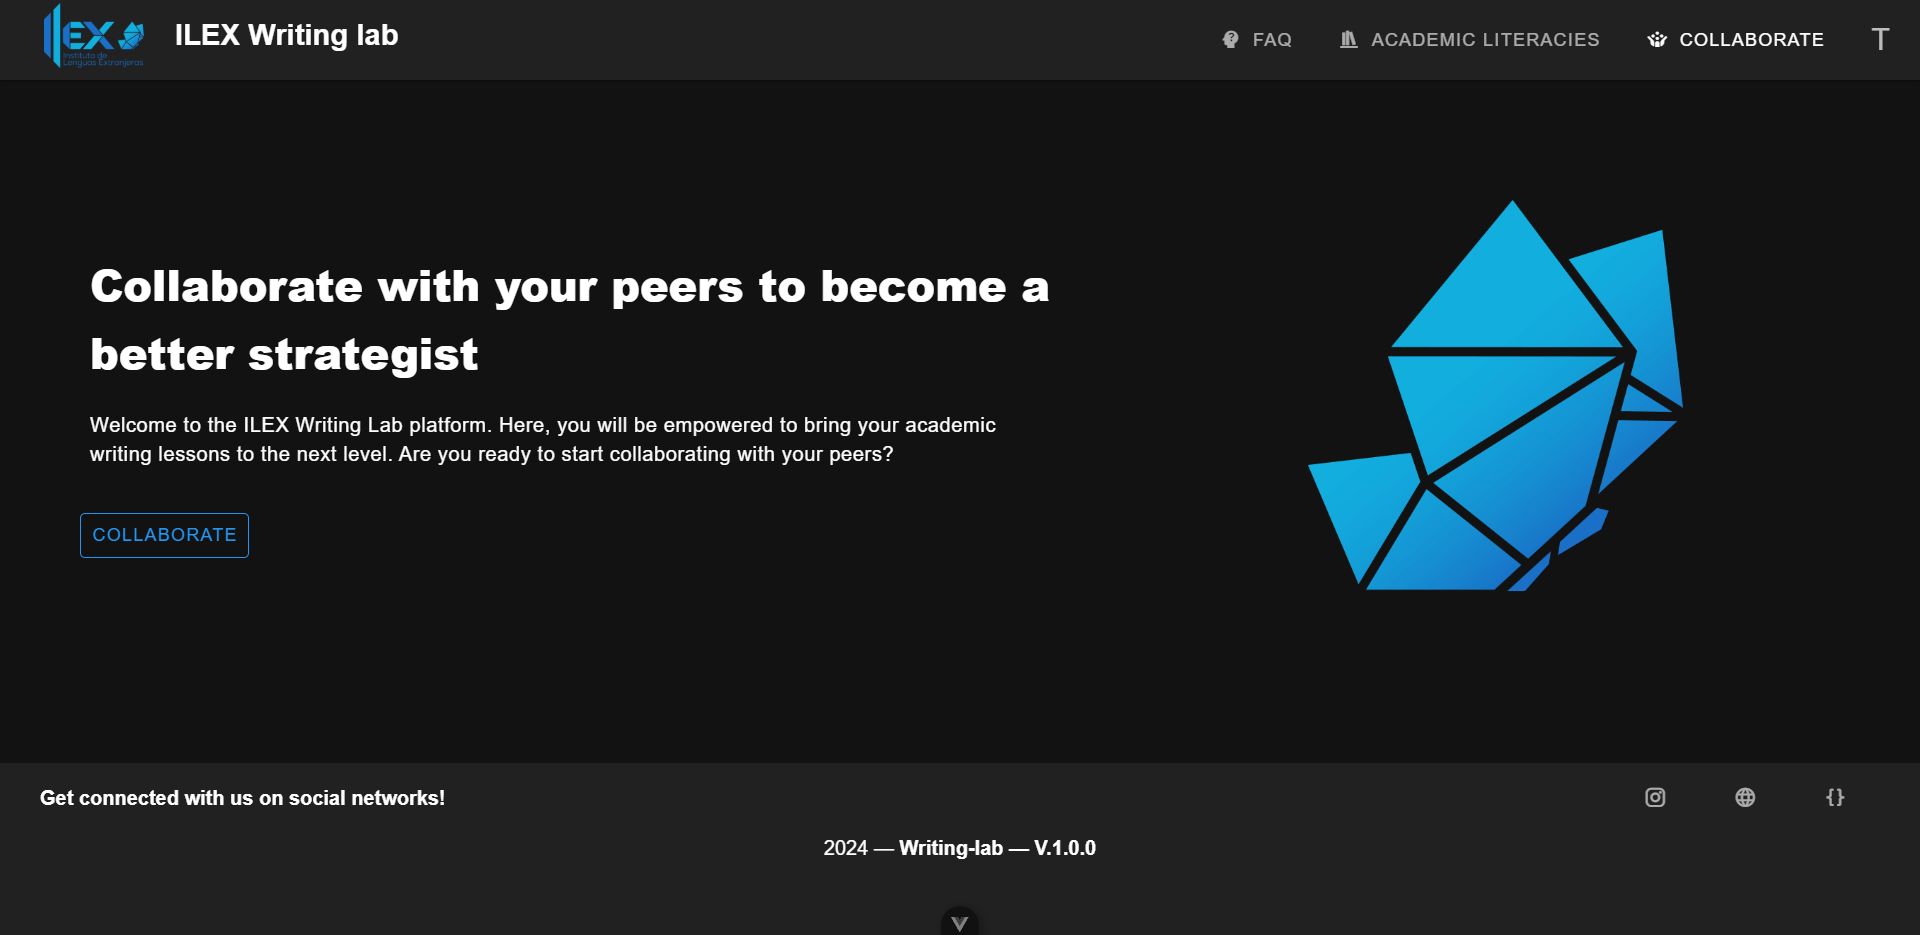 ILEX
Instituto de
Lenguas Extranjeras
ILEX Writing lab
FAQ
ACADEMIC LITERACIES
COLLABORATE
T
Collaborate with your peers to become a
better strategist
Welcome to the ILEX Writing Lab platform. Here, you will be empowered to bring your academic
writing lessons to the next level. Are you ready to start collaborating with your peers?
COLLABORATE
Get connected with us on social networks!
2024 — Writing-lab — V.1.0.0